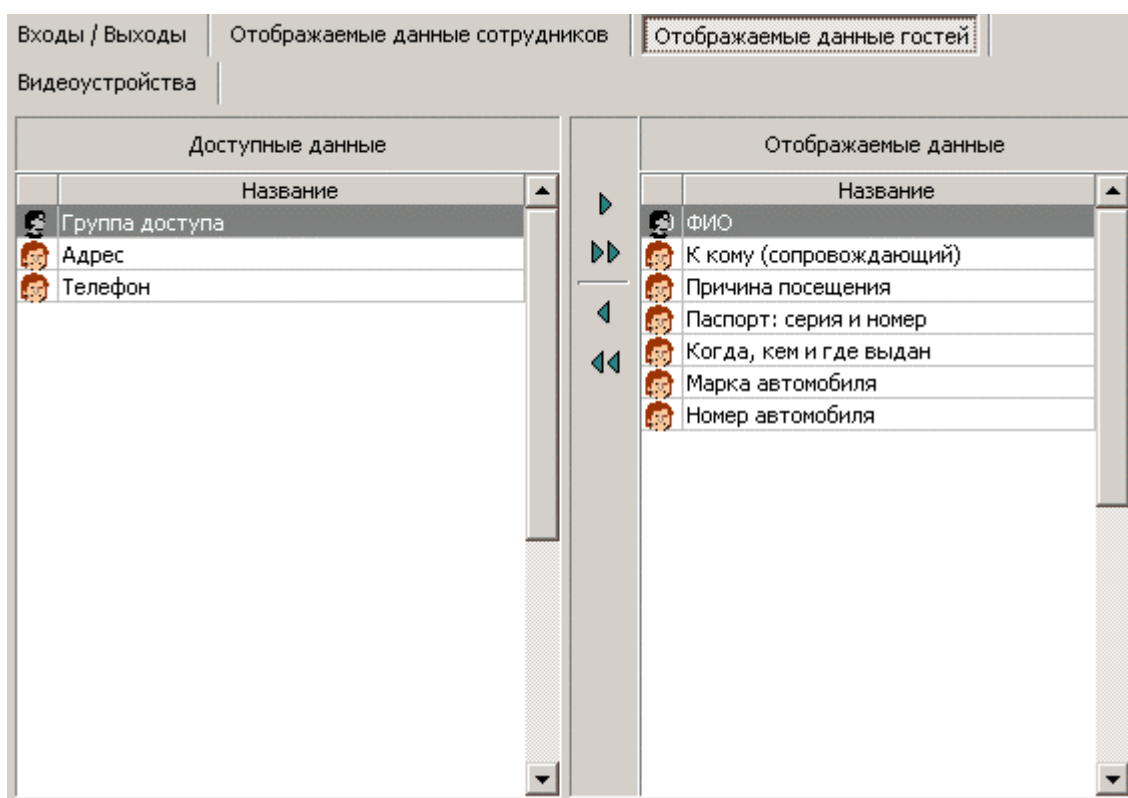 Входы / Выходы
Отображаемые данные сотрудников
Отображаемые данные гостей
Видеоустройства
Доступные данные
Название
Группа доступа
Адрес
Телефон
Отображаемые данные
Название
ФИО
К кому (сопровождающий)
Причина посещения
Паспорт: серия и номер
Когда, кем и где выдан
Марка автомобиля
Номер автомобиля